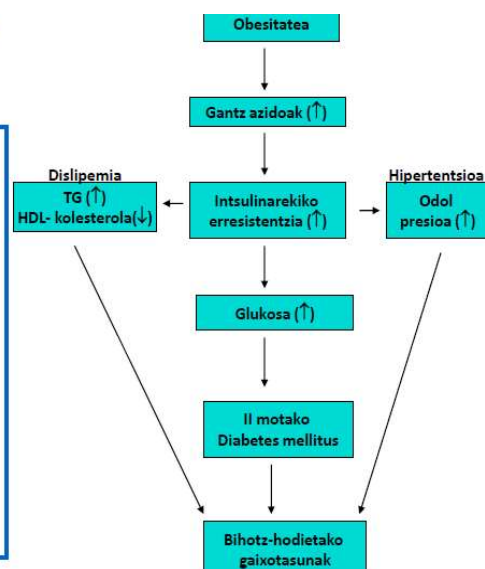 Obesitatea
Gantz azidoak (↑)
Dislipemia
TG (↑)
HDL- kolesterola(↓)
Intsulinarekiko
erresistentzia (↑)
Hipertentsioa
Odol
presioa (↑)
Glukosa (↑)
II motako
Diabetes mellitus
Bihotz-hodietako
gaixotasunak